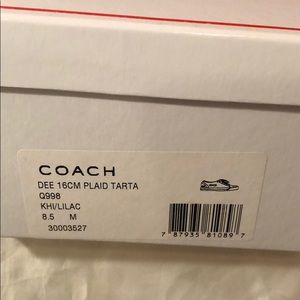 COACH
DEE 16CM PLAID TARTA
Q998
KHI/LILAC
8.5 M
30003527
7 87935 81089 7